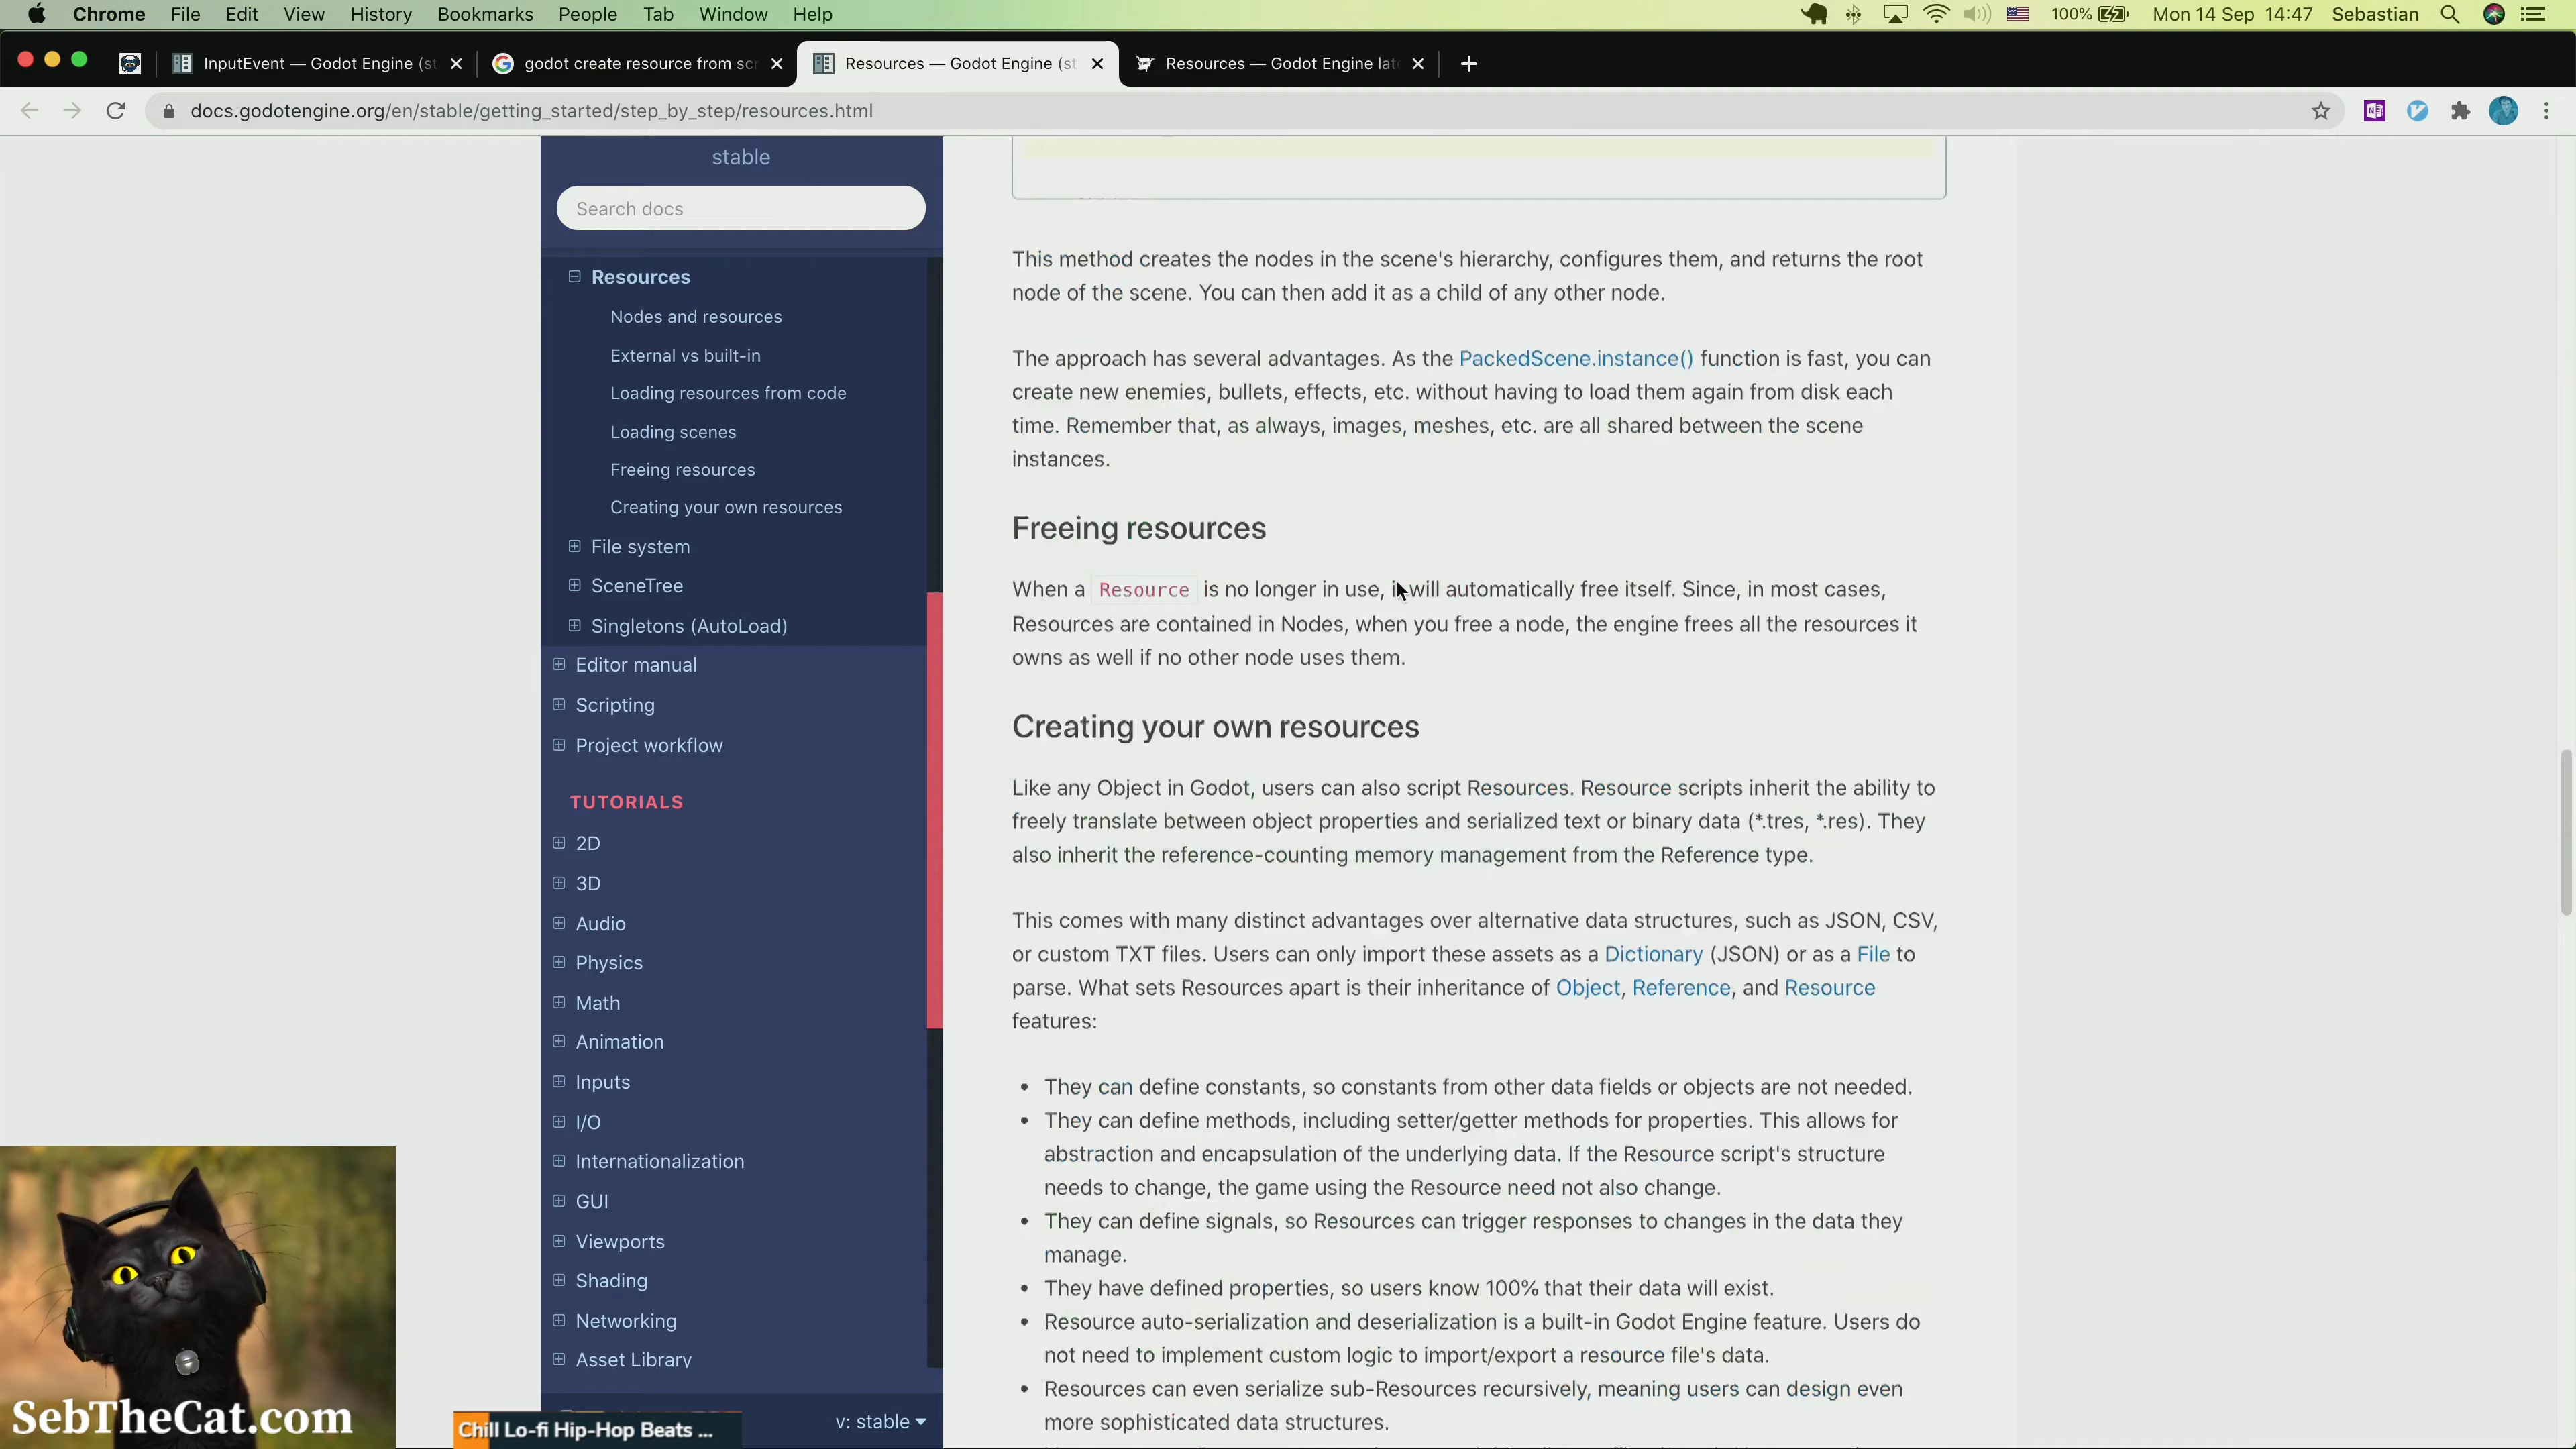 Chrome File Edit View History Bookmarks People Tab Window Help
100% Mon 14 Sep 14:47 Sebastian
InputEvent — Godot Engine (st
godot create resource from scr
Resources — Godot Engine (st
Resources — Godot Engine lat
docs.godotengine.org/en/stable/getting_started/step_by_step/resources.html
stable
Search docs
Resources
Nodes and resources
External vs built-in
Loading resources from code
Loading scenes
Freeing resources
Creating your own resources
File system
SceneTree
Singletons (AutoLoad)
Editor manual
Scripting
Project workflow
TUTORIALS
2D
3D
Audio
Physics
Math
Animation
Inputs
I/O
Internationalization
GUI
Viewports
Shading
Networking
Asset Library
v: stable
This method creates the nodes in the scene's hierarchy, configures them, and returns the root
node of the scene. You can then add it as a child of any other node.
The approach has several advantages. As the PackedScene.instance() function is fast, you can
create new enemies, bullets, effects, etc. without having to load them again from disk each
time. Remember that, as always, images, meshes, etc. are all shared between the scene
instances.
Freeing resources
When a Resource is no longer in use, it will automatically free itself. Since, in most cases,
Resources are contained in Nodes, when you free a node, the engine frees all the resources it
owns as well if no other node uses them.
Creating your own resources
Like any Object in Godot, users can also script Resources. Resource scripts inherit the ability to
freely translate between object properties and serialized text or binary data (*.tres, *.res). They
also inherit the reference-counting memory management from the Reference type.
This comes with many distinct advantages over alternative data structures, such as JSON, CSV,
or custom TXT files. Users can only import these assets as a Dictionary (JSON) or as a File to
parse. What sets Resources apart is their inheritance of Object, Reference, and Resource
features:
• They can define constants, so constants from other data fields or objects are not needed.
• They can define methods, including setter/getter methods for properties. This allows for
abstraction and encapsulation of the underlying data. If the Resource script's structure
needs to change, the game using the Resource need not also change.
• They can define signals, so Resources can trigger responses to changes in the data they
manage.
• They have defined properties, so users know 100% that their data will exist.
• Resource auto-serialization and deserialization is a built-in Godot Engine feature. Users do
not need to implement custom logic to import/export a resource file's data.
• Resources can even serialize sub-Resources recursively, meaning users can design even
more sophisticated data structures.
SebTheCat.com
Chill Lo-fi Hip-Hop Beats ...